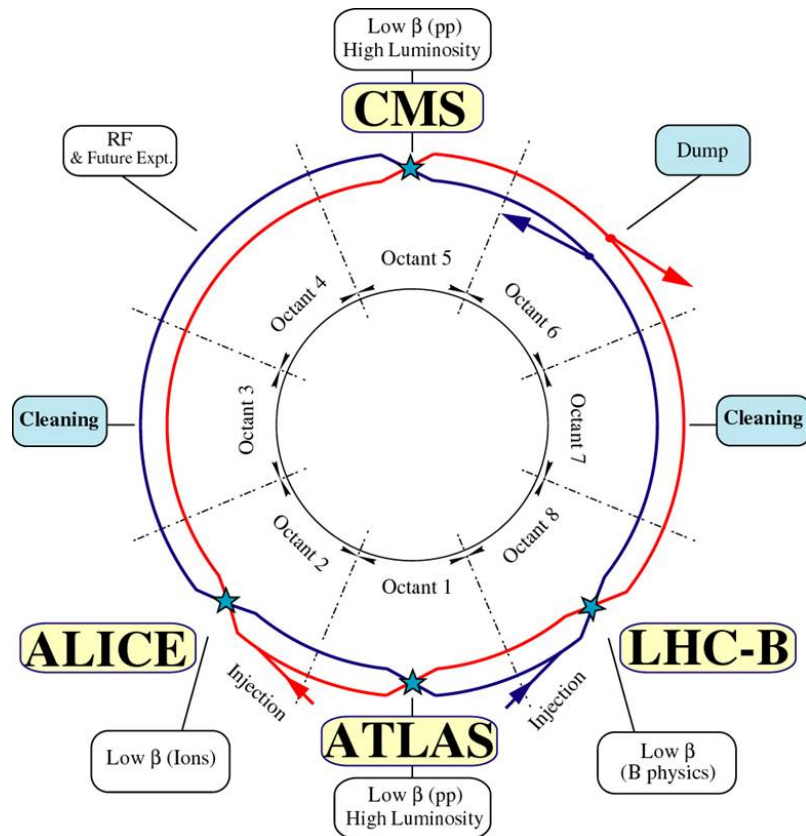 Low β (pp)
High Luminosity
CMS
RF
& Future Expt.
Dump
Octant 5
Octant 4
Octant 6
Cleaning
Octant 3
Octant 7
Cleaning
Octant 2
Octant 8
Octant 1
ALICE
LHC-B
Injection
Injection
ATLAS
Low β (Ions)
Low β
(B physics)
Low β (pp)
High Luminosity